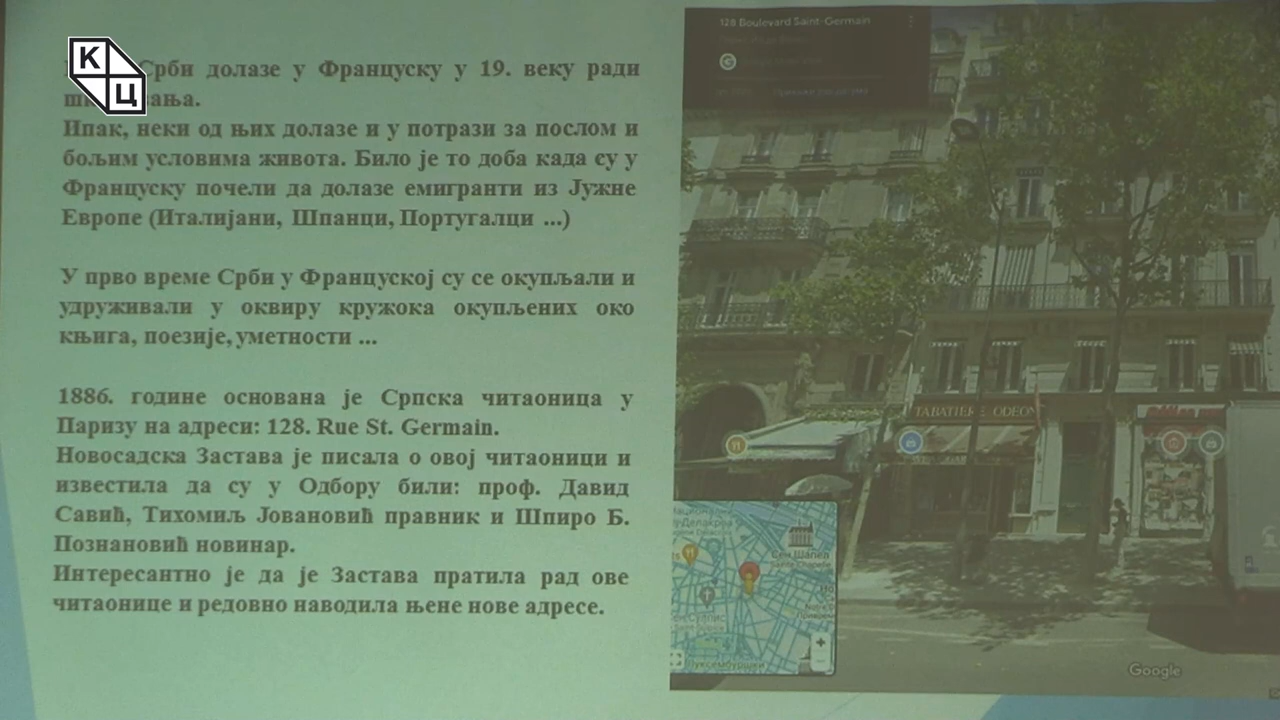 К
Ц
Срби долазе у Француску у 19. веку ради
Ипак, неки од њих долазе и у потрази за послом и
бољим условима живота. Било је то доба када су у
Француску почели да долазе емигранти из Јужне
Европе (Италијани, Шпанци, Португалци ...)
У прво време Срби у Француској су се окупљали и
удруживали у оквиру кружока окупљених око
књига, поезије, уметности ...
1886. године основана је Српска читаоница у
Паризу на адреси: 128. Rue St. Germain.
Новосадска Застава је писала о овој читаоници и
известила да су у Одбору били: проф. Давид
Савић, Тихомиљ Јовановић правник и Шпиро Б.
Познановић новинар.
Интересантно је да је Застава пратила рад ове
читаонице и редовно наводила њене нове адресе.
128 Boulevard Saint-Germain
TABATIERE ODEON
Сен Шапел
Sainte Chapelle
Google